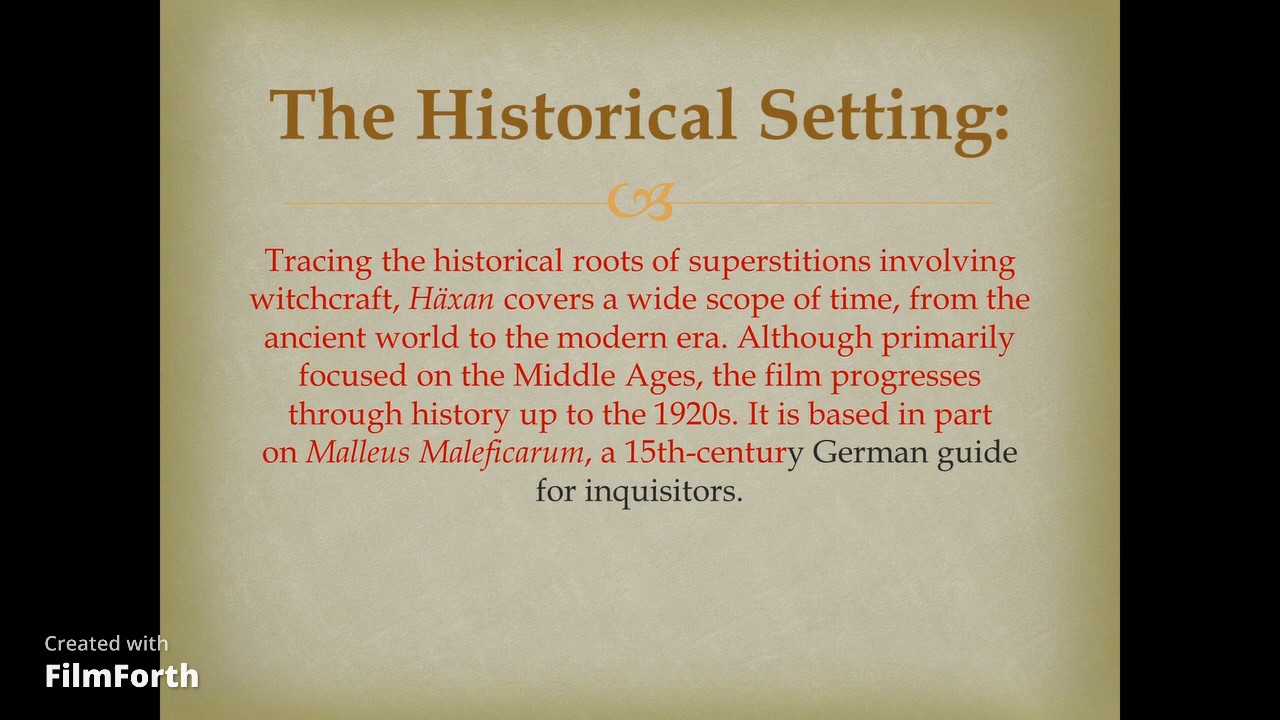 The Historical Setting:
Tracing the historical roots of superstitions involving
witchcraft, Häxan covers a wide scope of time, from the
ancient world to the modern era. Although primarily
focused on the Middle Ages, the film progresses
through history up to the 1920s. It is based in part
on Malleus Maleficarum, a 15th-century German guide
for inquisitors.
Created with
FilmForth